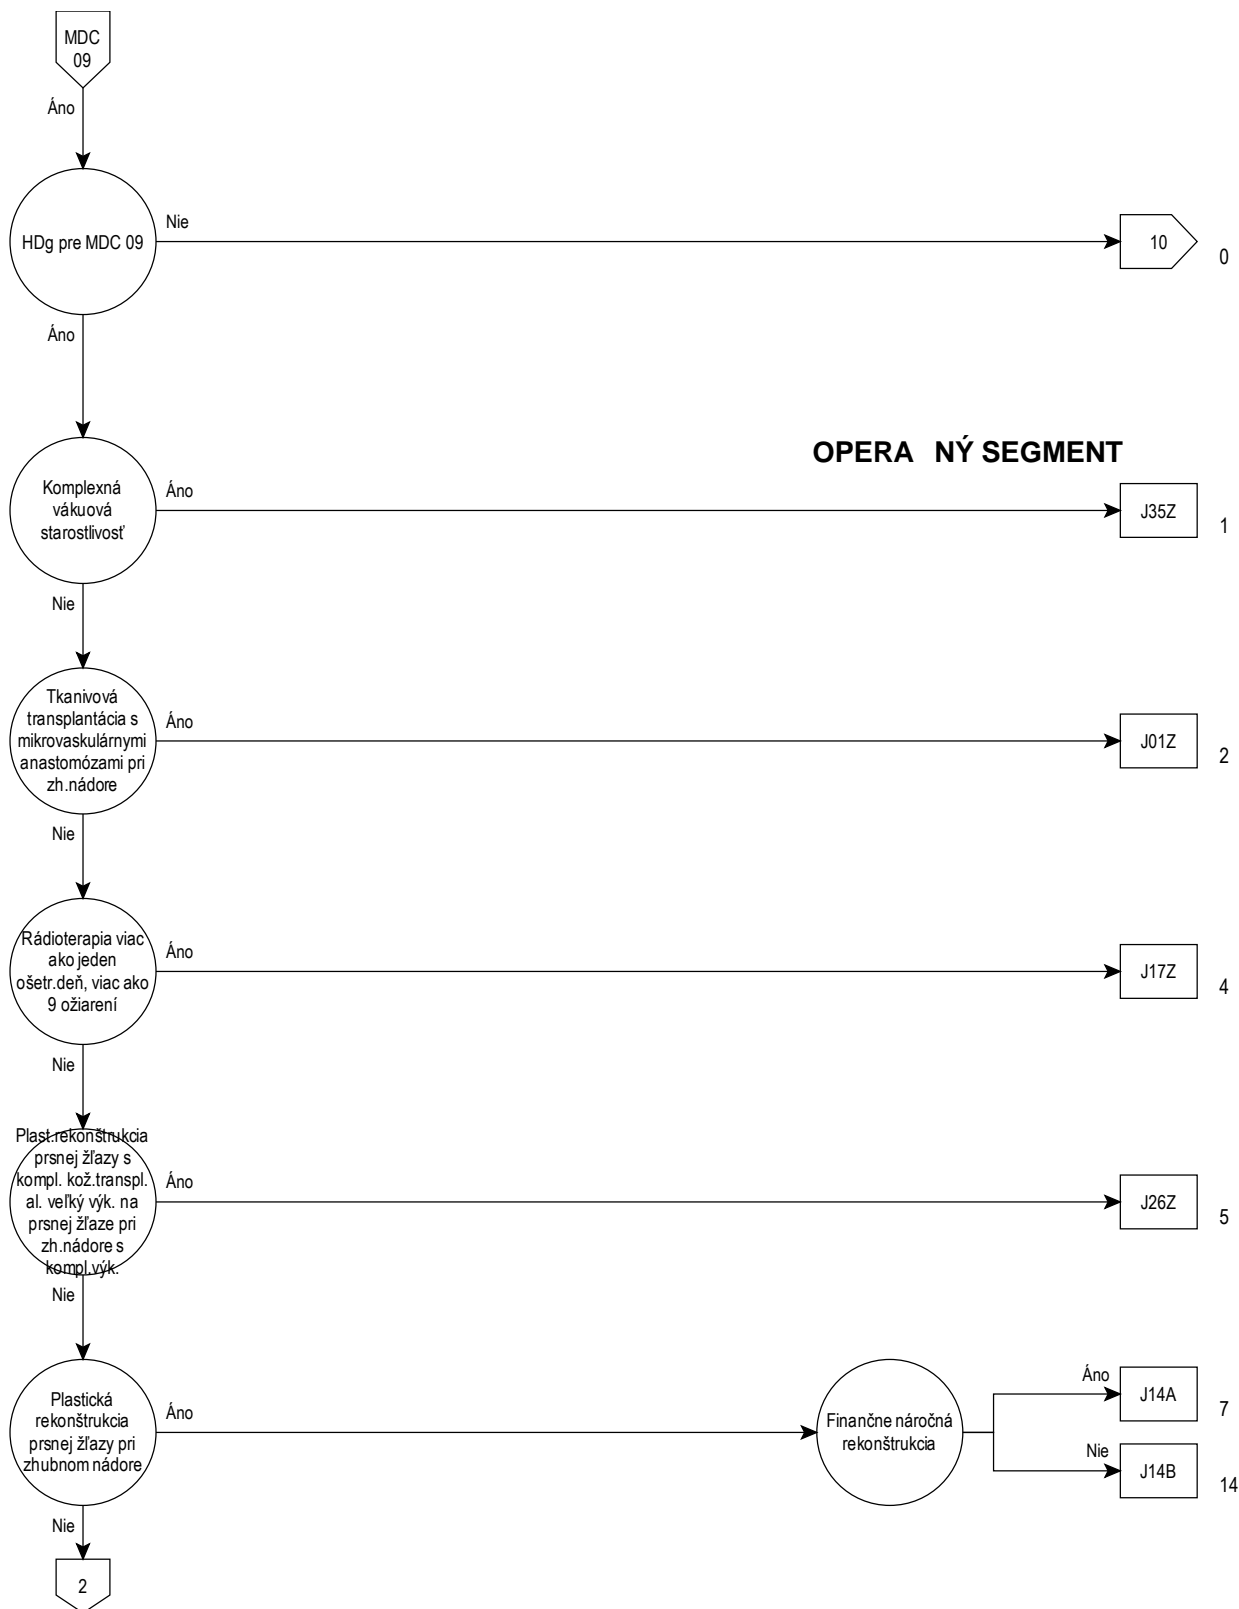 MDC
09
Áno
HDg pre MDC 09
Nie
10
0
Áno
OPERA NÝ SEGMENT
Komplexná
vákuová
starostlivosť
Áno
J35Z
1
Nie
Tkanivová
transplantácia s
mikrovaskulárnymi
anastomózami pri
zh.nádore
Áno
J01Z
2
Nie
Rádioterapia viac
ako jeden
ošetr.deň, viac ako
9 ožiarení
Áno
J17Z
4
Nie
Plast.rekonštrukcia
prsnej žľazy s
kompl. kož.transpl.
al. veľký výk. na
prsnej žľaze pri
zh.nádore s
kompl.výk.
Áno
J26Z
5
Nie
Plastická
rekonštrukcia
prsnej žľazy pri
zhubnom nádore
Áno
Finančne náročná
rekonštrukcia
Áno
J14A
7
Nie
J14B
14
Nie
2